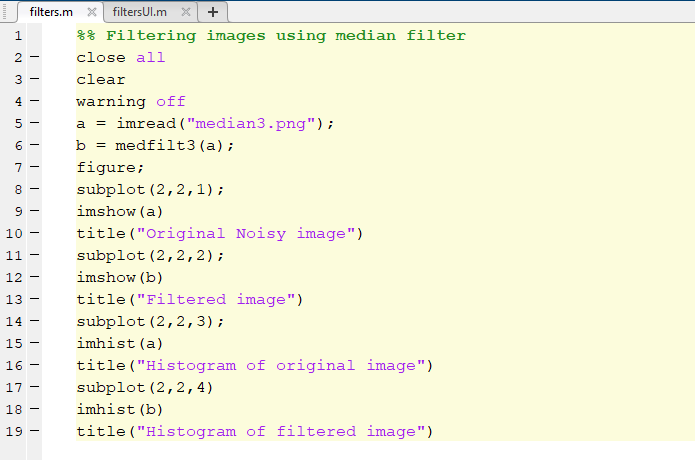 filters.m × filtersUI.m × +
1 %% Filtering images using median filter
2 – close all
3 – clear
4 – warning off
5 – a = imread("median3.png");
6 – b = medfilt3(a);
7 – figure;
8 – subplot(2,2,1);
9 – imshow(a)
10 – title("Original Noisy image")
11 – subplot(2,2,2);
12 – imshow(b)
13 – title("Filtered image")
14 – subplot(2,2,3);
15 – imhist(a)
16 – title("Histogram of original image")
17 – subplot(2,2,4)
18 – imhist(b)
19 – title("Histogram of filtered image")